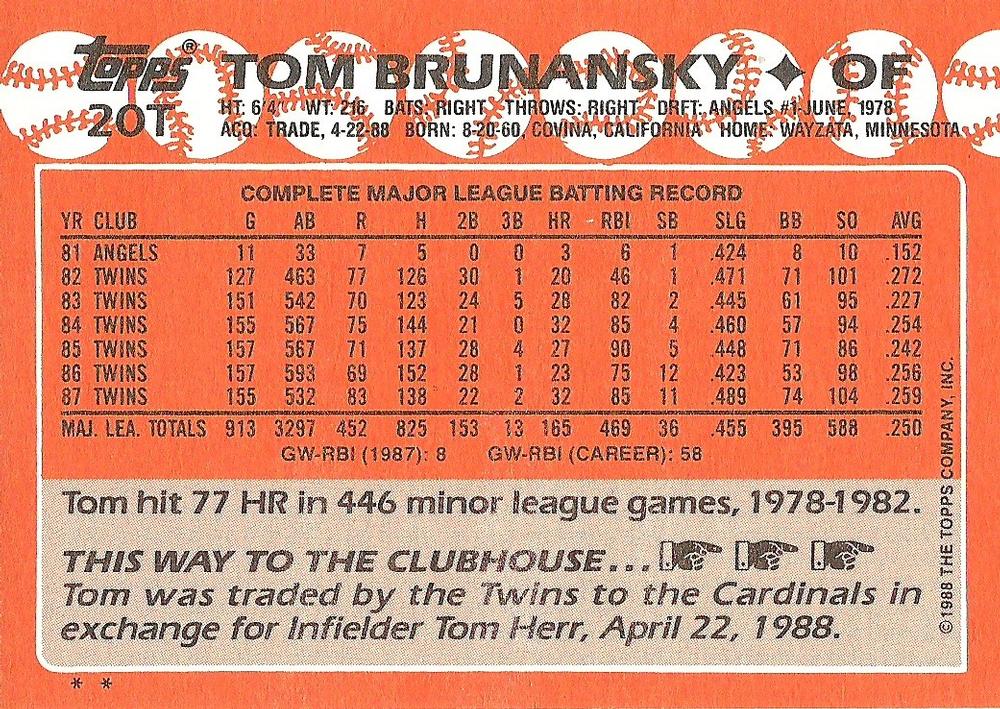 topps® TOM BRUNANSKY ✦ OF
20T
HT: 6'4" WT: 216 BATS: RIGHT THROWS: RIGHT DRFT: ANGELS #1-JUNE, 1978
ACQ: TRADE, 4-22-88 BORN: 8-20-60, COVINA, CALIFORNIA HOME: WAYZATA, MINNESOTA
COMPLETE MAJOR LEAGUE BATTING RECORD
YR CLUB G AB R H 2B 3B HR RBI SB SLG BB SO AVG
81 ANGELS 11 33 7 5 0 0 3 6 1 .424 8 10 .152
82 TWINS 127 463 77 126 30 1 20 46 1 .471 71 101 .272
83 TWINS 151 542 70 123 24 5 28 82 2 .445 61 95 .227
84 TWINS 155 567 75 144 21 0 32 85 4 .460 57 94 .254
85 TWINS 157 567 71 137 28 4 27 90 5 .448 71 86 .242
86 TWINS 157 593 69 152 28 1 23 75 12 .423 53 98 .256
87 TWINS 155 532 83 138 22 2 32 85 11 .489 74 104 .259
MAJ. LEA. TOTALS 913 3297 452 825 153 13 165 469 36 .455 395 588 .250
GW-RBI (1987): 8 GW-RBI (CAREER): 58
Tom hit 77 HR in 446 minor league games, 1978-1982.
THIS WAY TO THE CLUBHOUSE...
Tom was traded by the Twins to the Cardinals in
exchange for Infielder Tom Herr, April 22, 1988.
* *
©1988 THE TOPPS COMPANY, INC.